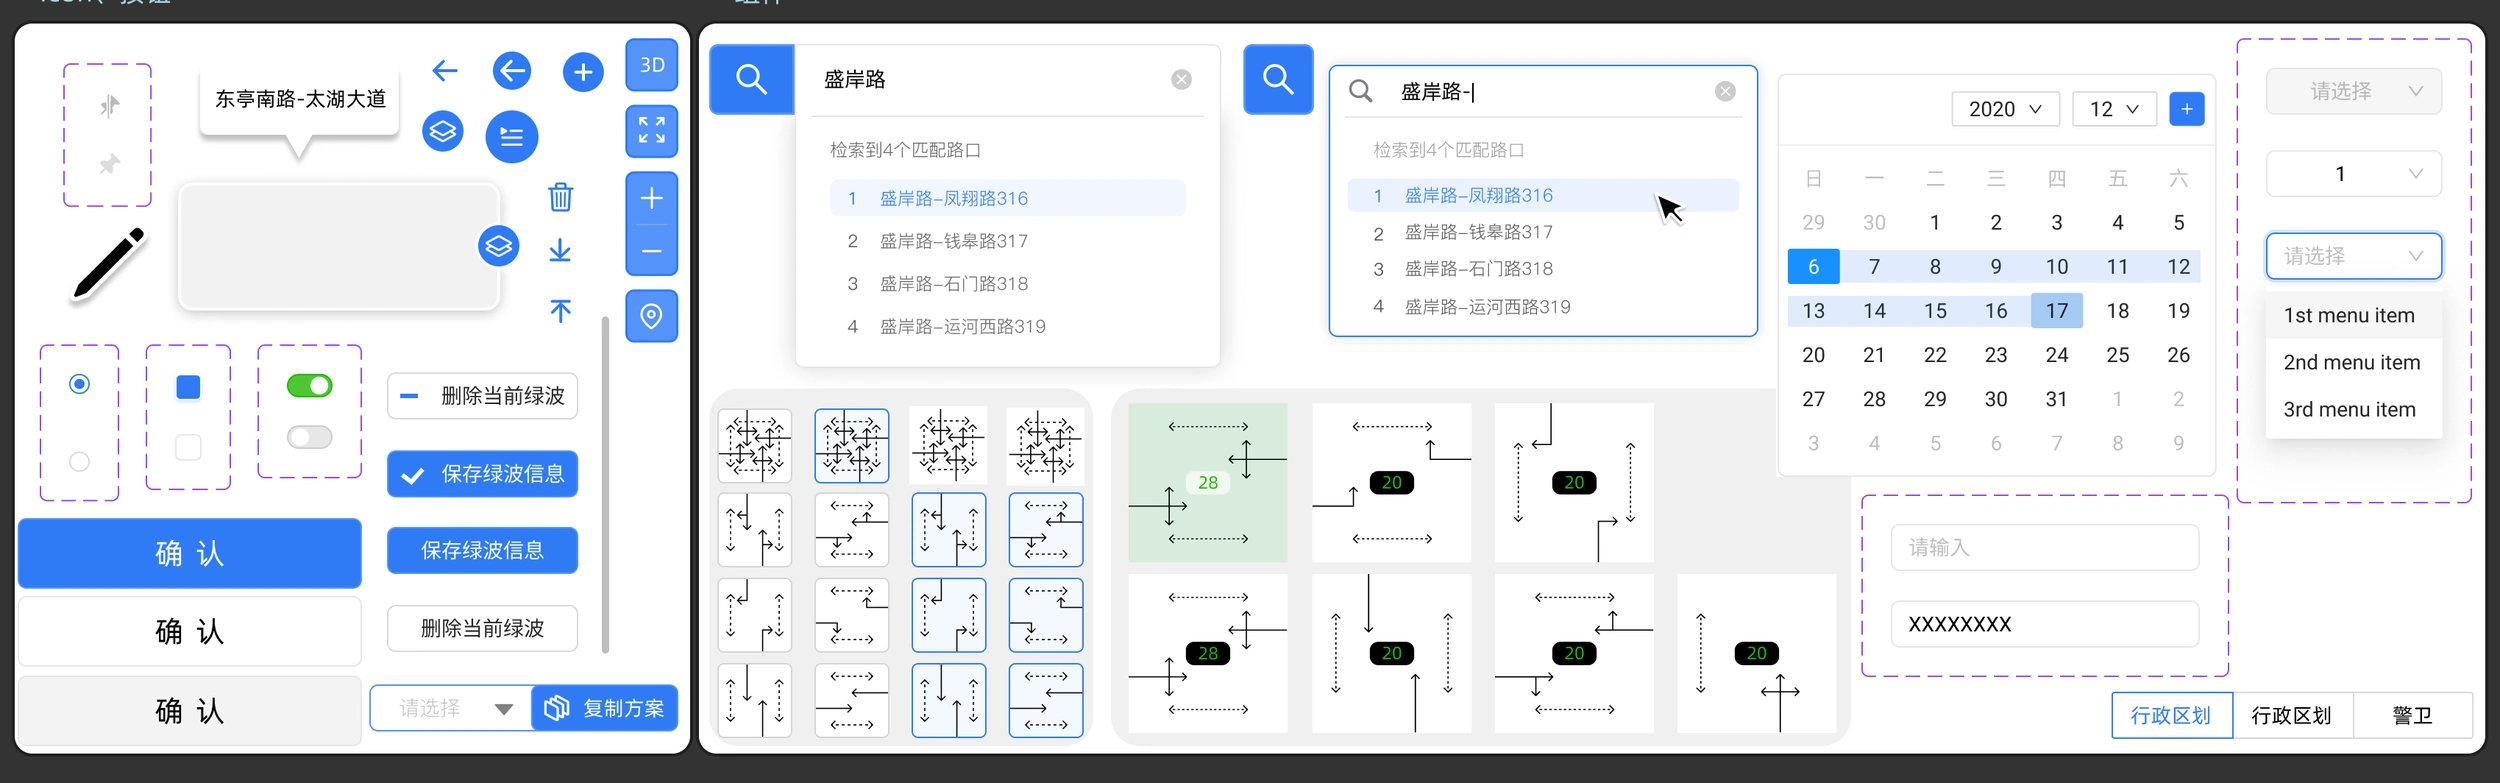 icon、按钮
组件
东亭南路-太湖大道
3D
删除当前绿波
保存绿波信息
保存绿波信息
删除当前绿波
确 认
确 认
确 认
请选择
复制方案
盛岸路
检索到4个匹配路口
1 盛岸路–凤翔路316
2 盛岸路–钱皋路317
3 盛岸路–石门路318
4 盛岸路–运河西路319
盛岸路-
检索到4个匹配路口
1 盛岸路–凤翔路316
2 盛岸路–钱皋路317
3 盛岸路–石门路318
4 盛岸路–运河西路319
28
20
20
28
20
20
20
2020 12
日 一 二 三 四 五 六
29 30 1 2 3 4 5
6 7 8 9 10 11 12
13 14 15 16 17 18 19
20 21 22 23 24 25 26
27 28 29 30 31 1 2
3 4 5 6 7 8 9
请选择
1
请选择
1st menu item
2nd menu item
3rd menu item
请输入
XXXXXXXX
行政区划 行政区划 警卫